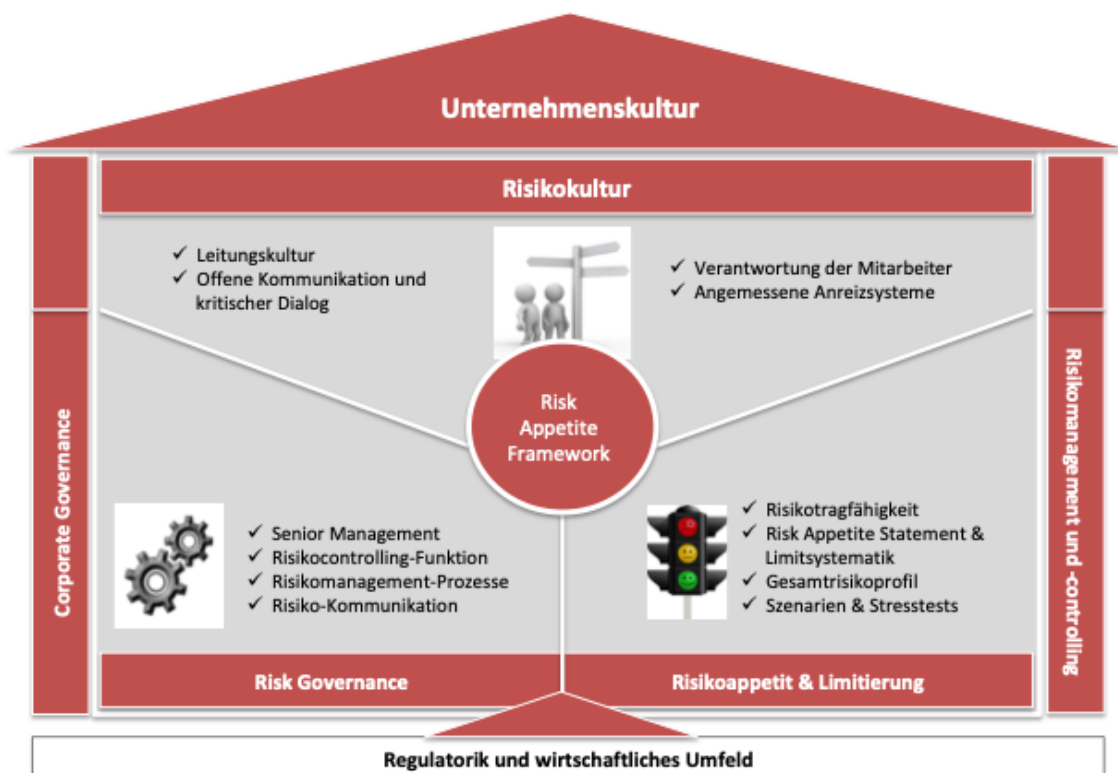 Unternehmenskultur
Risikokultur
Leitungskultur
Offene Kommunikation und
kritischer Dialog
Verantwortung der Mitarbeiter
Angemessene Anreizsysteme
Risk
Appetite
Framework
Corporate Governance
Risikomanagement und -controlling
Senior Management
Risikocontrolling-Funktion
Risikomanagement-Prozesse
Risiko-Kommunikation
Risikotragfähigkeit
Risk Appetite Statement &
Limitsystematik
Gesamtrisikoprofil
Szenarien & Stresstests
Risk Governance
Risikoappetit & Limitierung
Regulatorik und wirtschaftliches Umfeld